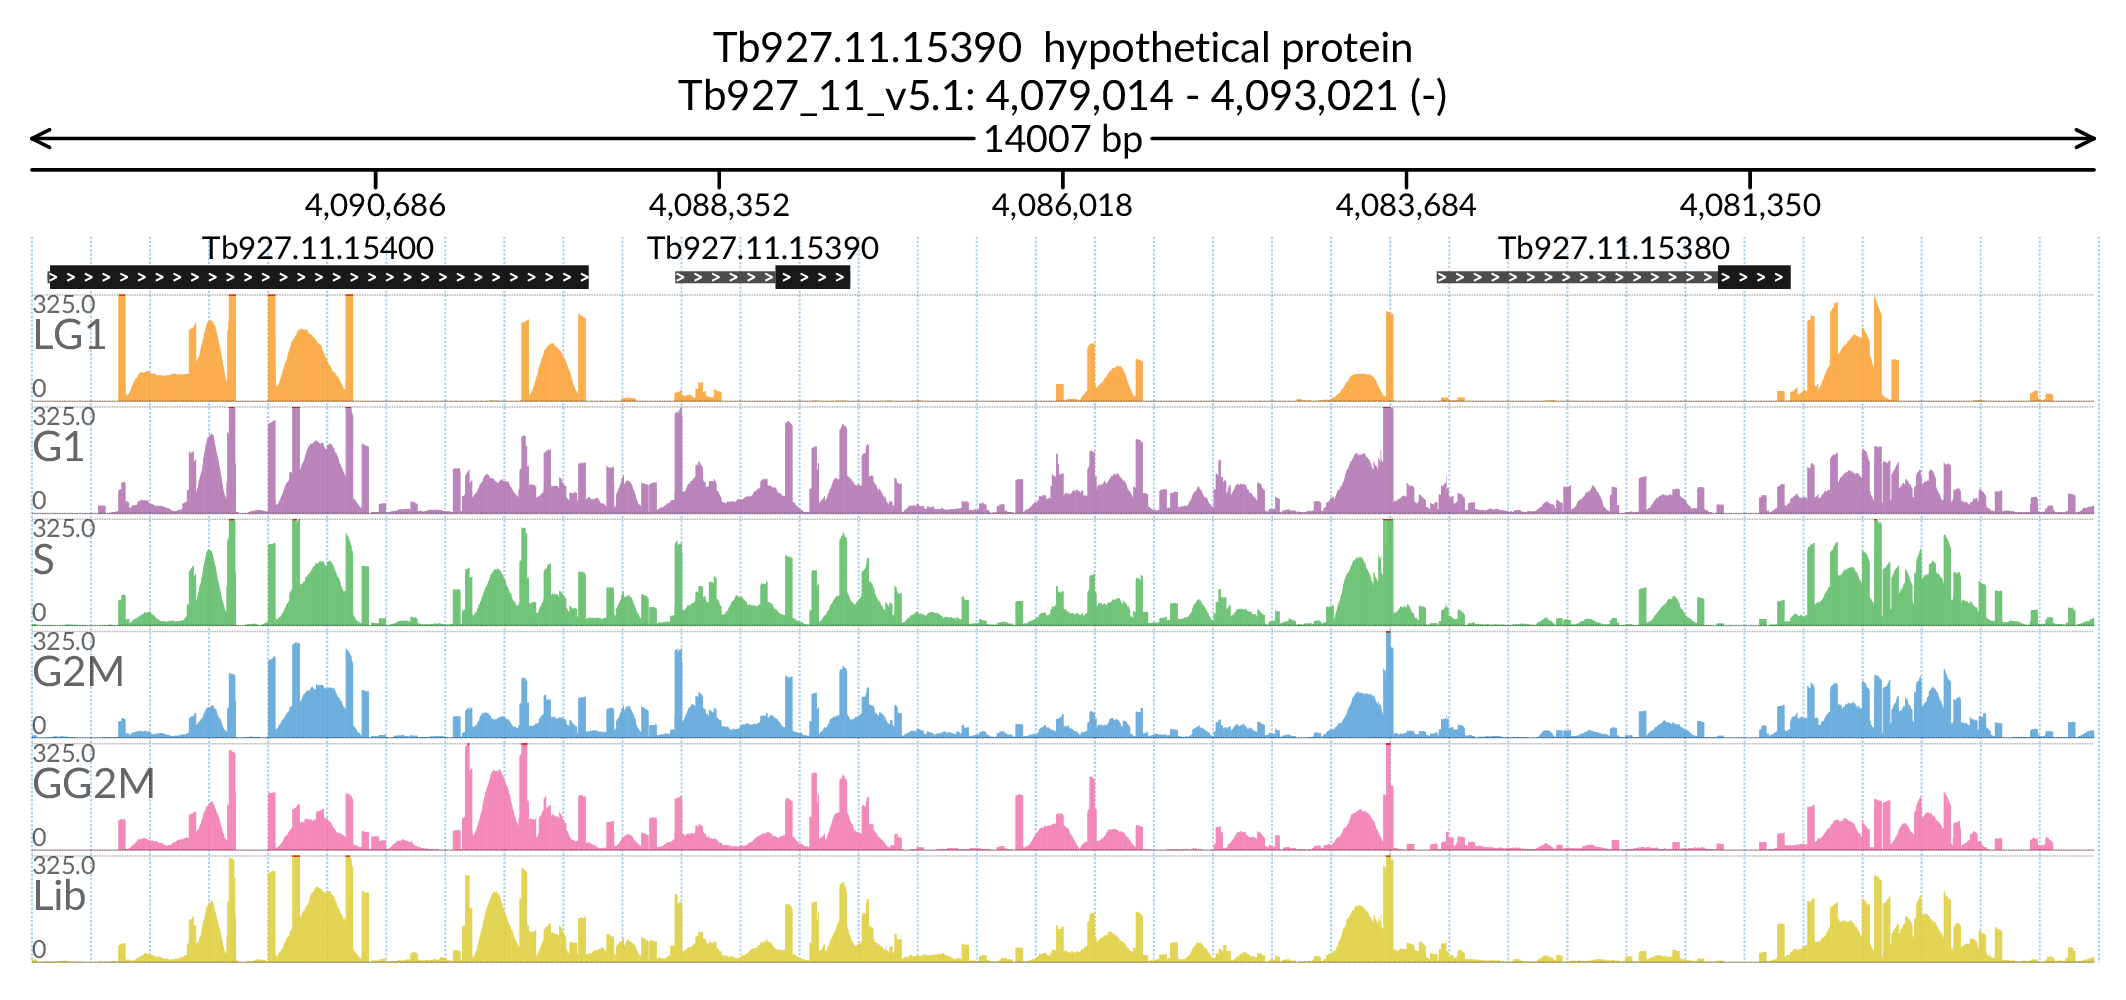 Tb927.11.15390 hypothetical protein
Tb927_11_v5.1: 4,079,014 - 4,093,021 (-)
14007 bp
4,090,686 4,088,352 4,086,018 4,083,684 4,081,350
Tb927.11.15400 Tb927.11.15390 Tb927.11.15380
325.0
LG1
0
325.0
G1
0
325.0
S
0
325.0
G2M
0
325.0
GG2M
0
325.0
Lib
0